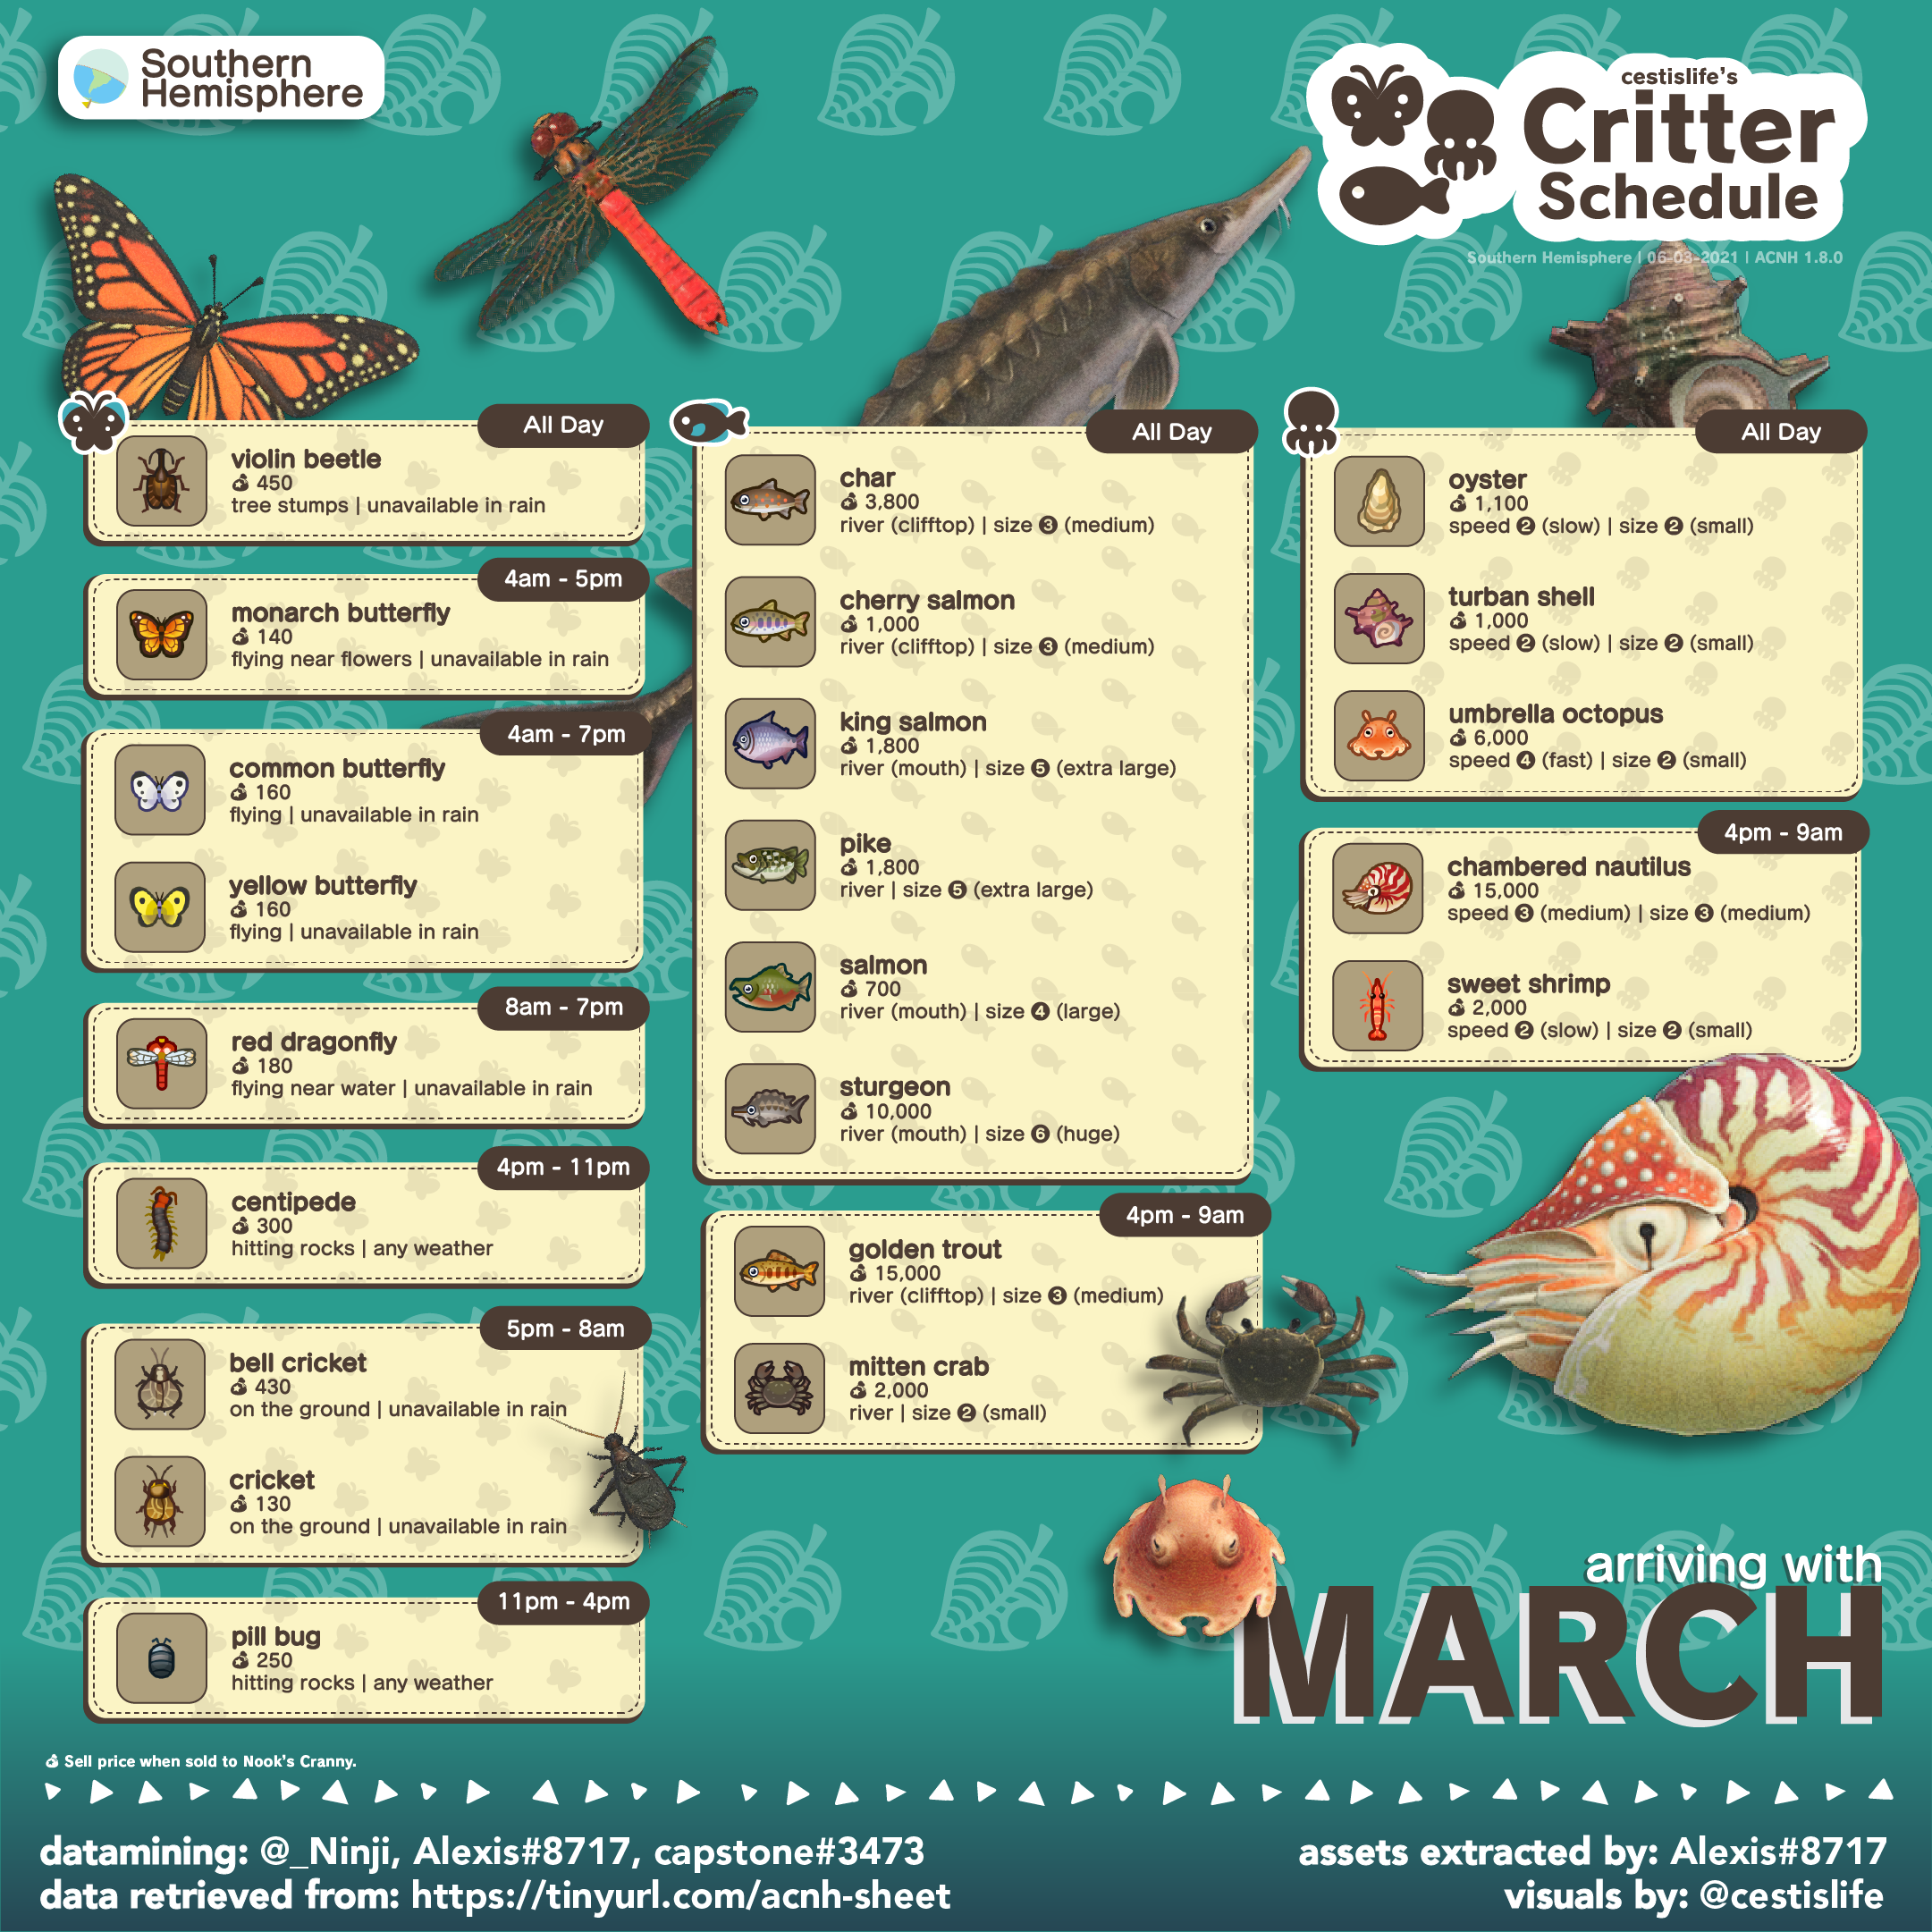 Southern
Hemisphere
cestislife's
Critter
Schedule
Southern Hemisphere | 06-03-2021 | ACNH 1.8.0
All Day
violin beetle
450
tree stumps | unavailable in rain
4am - 5pm
monarch butterfly
140
flying near flowers | unavailable in rain
4am - 7pm
common butterfly
160
flying | unavailable in rain
yellow butterfly
160
flying | unavailable in rain
8am - 7pm
red dragonfly
180
flying near water | unavailable in rain
4pm - 11pm
centipede
300
hitting rocks | any weather
5pm - 8am
bell cricket
430
on the ground | unavailable in rain
cricket
130
on the ground | unavailable in rain
11pm - 4pm
pill bug
250
hitting rocks | any weather
All Day
char
3,800
river (clifftop) | size 3 (medium)
cherry salmon
1,000
river (clifftop) | size 3 (medium)
king salmon
1,800
river (mouth) | size 5 (extra large)
pike
1,800
river | size 5 (extra large)
salmon
700
river (mouth) | size 4 (large)
sturgeon
10,000
river (mouth) | size 6 (huge)
4pm - 9am
golden trout
15,000
river (clifftop) | size 3 (medium)
mitten crab
2,000
river | size 2 (small)
All Day
oyster
1,100
speed 2 (slow) | size 2 (small)
turban shell
1,000
speed 2 (slow) | size 2 (small)
umbrella octopus
6,000
speed 4 (fast) | size 2 (small)
4pm - 9am
chambered nautilus
15,000
speed 3 (medium) | size 3 (medium)
sweet shrimp
2,000
speed 2 (slow) | size 2 (small)
arriving with
MARCH
Sell price when sold to Nook's Cranny.
datamining: @_Ninji, Alexis#8717, capstone#3473
data retrieved from: https://tinyurl.com/acnh-sheet
assets extracted by: Alexis#8717
visuals by: @cestislife